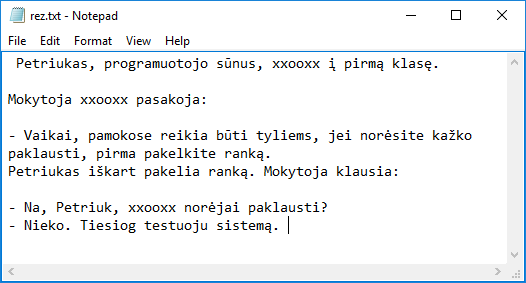 rez.txt - Notepad
File Edit Format View Help
Petriukas, programuotojo sūnus, xxooxx į pirmą klasę.
Mokytoja xxooxx pasakoja:
- Vaikai, pamokose reikia būti tyliems, jei norėsite kažko
paklausti, pirma pakelkite ranką.
Petriukas iškart pakelia ranką. Mokytoja klausia:
- Na, Petriuk, xxooxx norėjai paklausti?
- Nieko. Tiesiog testuoju sistemą.